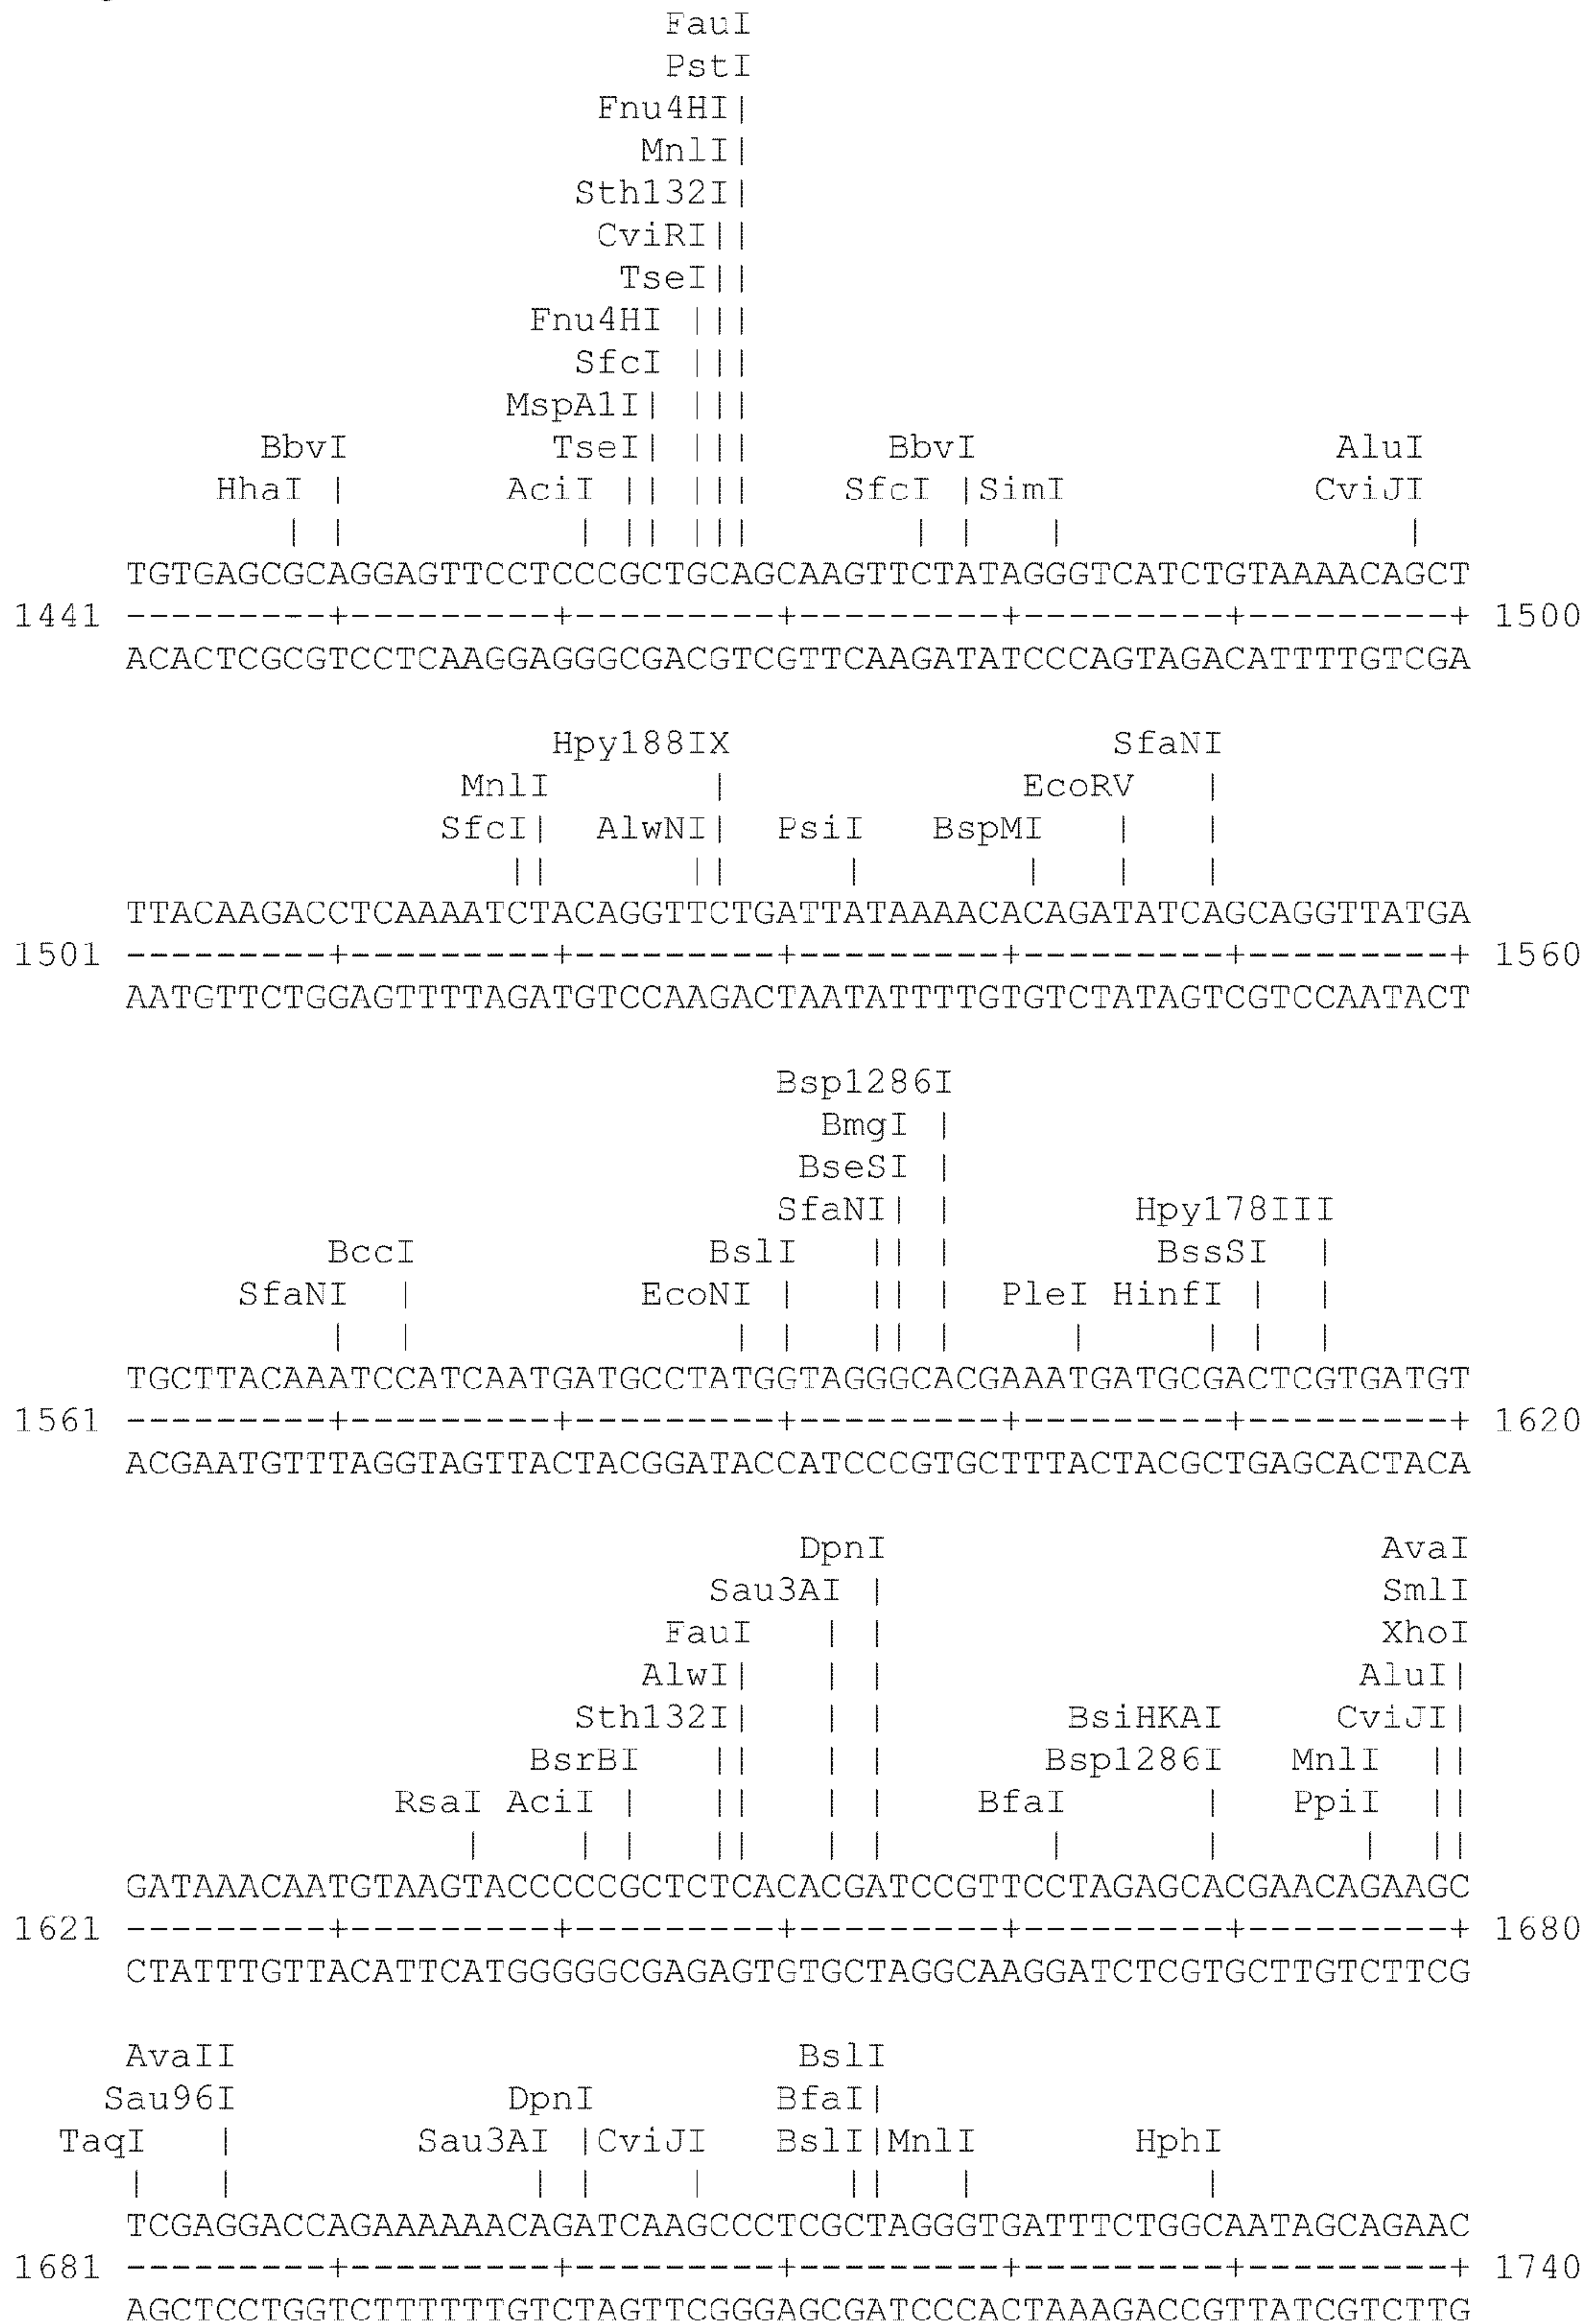 FauI
PstI
Fnu4HI|
MnlI|
Sth132I|
CviRI||
TseI||
Fnu4HI |||
SfcI |||
MspA1I| |||
BbvI TseI| ||| BbvI AluI
HhaI | AciI || ||| SfcI |SimI CviJI
| | | || ||| | | | |
TGTGAGCGCAGGAGTTCCTCCCGCTGCAGCAAGTTCTATAGGGTCATCTGTAAAACAGCT
1441 ---------+---------+---------+---------+---------+---------+ 1500
ACACTCGCGTCCTCAAGGAGGGCGACGTCGTTCAAGATATCCCAGTAGACATTTTGTCGA
Hpy188IX SfaNI
MnlI | EcoRV |
SfcI| AlwNI| PsiI BspMI | |
|| || | | | |
TTACAAGACCTCAAAATCTACAGGTTCTGATTATAAAACACAGATATCAGCAGGTTATGA
1501 ---------+---------+---------+---------+---------+---------+ 1560
AATGTTCTGGAGTTTTAGATGTCCAAGACTAATATTTTGTGTCTATAGTCGTCCAATACT
Bsp1286I
BmgI |
BseSI |
SfaNI| | Hpy178III
BccI BslI || | BssSI |
SfaNI | EcoNI | || | PleI HinfI | |
| | | | || | | | | |
TGCTTACAAATCCATCAATGATGCCTATGGTAGGGCACGAAATGATGCGACTCGTGATGT
1561 ---------+---------+---------+---------+---------+---------+ 1620
ACGAATGTTTAGGTAGTTACTACGGATACCATCCCGTGCTTTACTACGCTGAGCACTACA
DpnI AvaI
Sau3AI | SmlI
FauI | | XhoI
AlwI| | | AluI|
Sth132I| | | BsiHKAI CviJI|
BsrBI || | | Bsp1286I MnlI ||
RsaI AciI | || | | BfaI | PpiI ||
| | | || | | | | | ||
GATAAACAATGTAAGTACCCCCGCTCTCACACGATCCGTTCCTAGAGCACGAACAGAAGC
1621 ---------+---------+---------+---------+---------+---------+ 1680
CTATTTGTTACATTCATGGGGGCGAGAGTGTGCTAGGCAAGGATCTCGTGCTTGTCTTCG
AvaII BslI
Sau96I DpnI BfaI|
TaqI | Sau3AI |CviJI BslI|MnlI HphI
| | | | | || | |
TCGAGGACCAGAAAAAACAGATCAAGCCCTCGCTAGGGTGATTTCTGGCAATAGCAGAAC
1681 ---------+---------+---------+---------+---------+---------+ 1740
AGCTCCTGGTCTTTTTTGTCTAGTTCGGGAGCGATCCCACTAAAGACCGTTATCGTCTTG